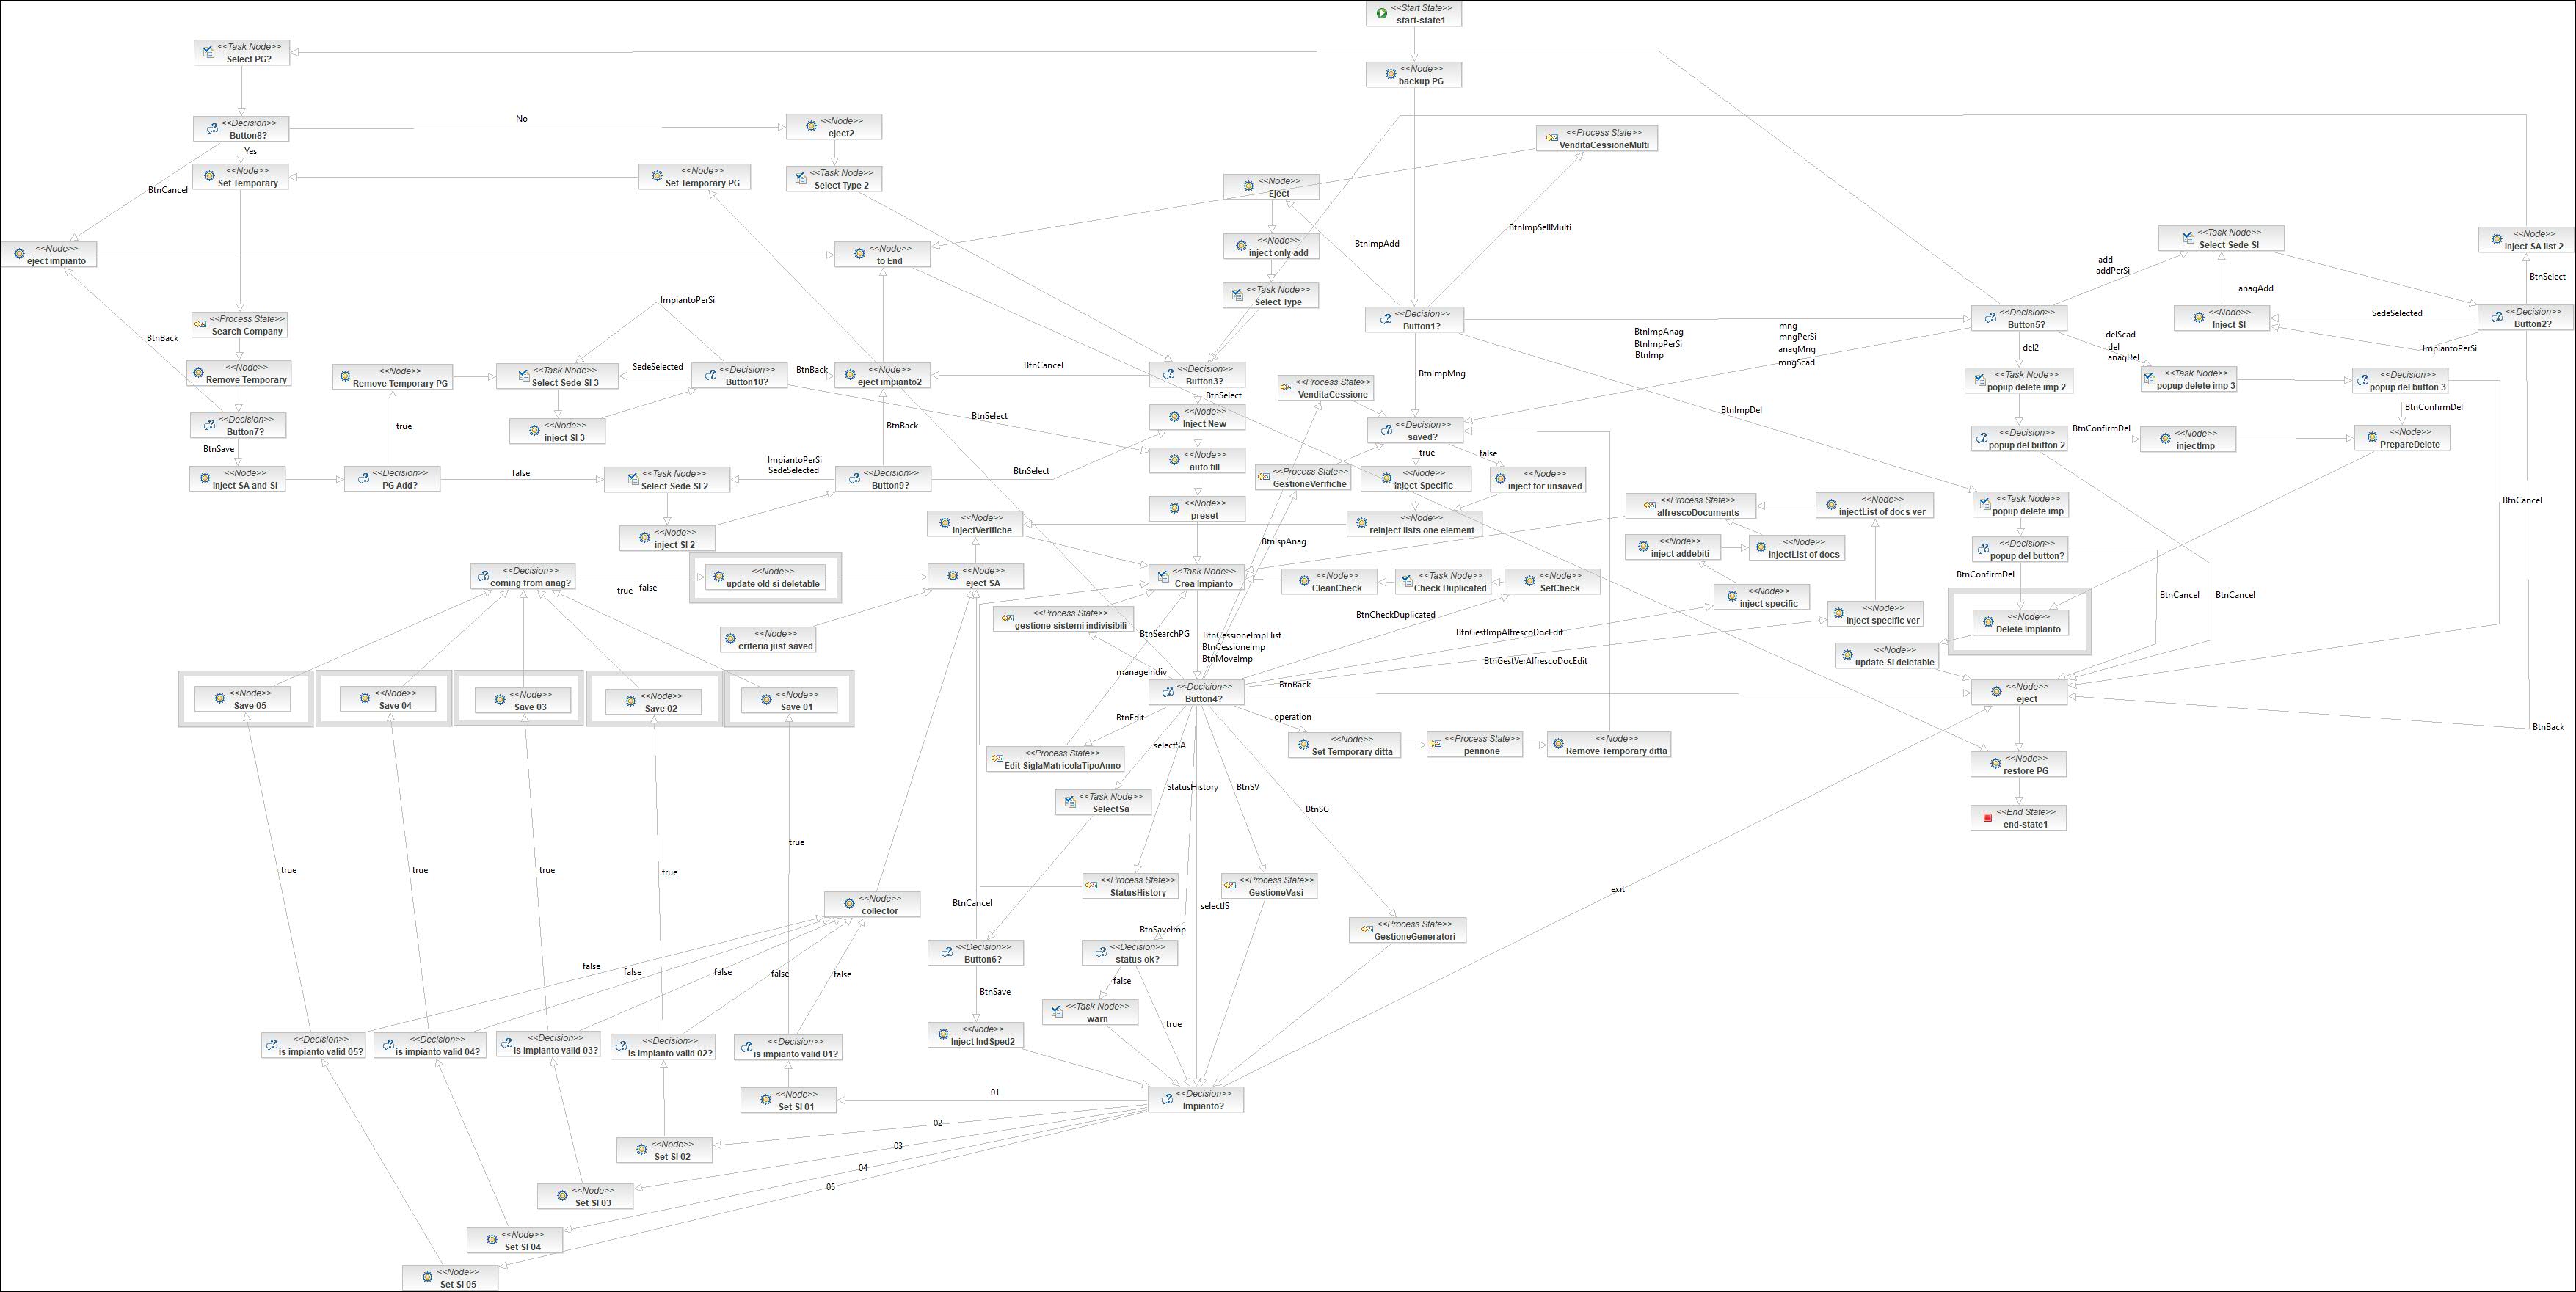 <<Start State>>
start-state1
<<Task Node>>
Select PG?
<<Node>>
backup PG
<<Decision>>
Button8?
No
<<Node>>
eject2
<<Process State>>
VenditaCessioneMulti
Yes
BtnCancel
<<Node>>
Set Temporary
<<Node>>
Set Temporary PG
<<Task Node>>
Select Type 2
<<Node>>
Eject
BtnImpAdd
BtnImpSellMulti
<<Node>>
eject impianto
<<Node>>
to End
<<Node>>
inject only add
<<Task Node>>
Select Sede SI
<<Node>>
inject SA list 2
add
addPerSi
BtnSelect
anagAdd
<<Task Node>>
Select Type
ImpiantoPerSi
<<Process State>>
Search Company
<<Decision>>
Button1?
<<Decision>>
Button5?
<<Node>>
Inject SI
SedeSelected
<<Decision>>
Button2?
BtnImpAnag
BtnImpPerSi
BtnImp
mng
mngPerSi
anagMng
mngScad
delScad
del
anagDel
del2
ImpiantoPerSi
BtnBack
<<Node>>
Remove Temporary
<<Node>>
Remove Temporary PG
<<Task Node>>
Select Sede SI 3
SedeSelected
<<Decision>>
Button10?
BtnBack
<<Node>>
eject impianto2
BtnCancel
<<Decision>>
Button3?
BtnSelect
<<Process State>>
VenditaCessione
BtnImpMng
<<Task Node>>
popup delete imp 2
<<Task Node>>
popup delete imp 3
<<Decision>>
popup del button 3
BtnConfirmDel
BtnImpDel
<<Decision>>
Button7?
BtnSave
true
<<Node>>
inject SI 3
BtnBack
BtnSelect
<<Node>>
Inject New
<<Decision>>
saved?
true
false
<<Decision>>
popup del button 2
BtnConfirmDel
<<Node>>
injectImp
<<Node>>
PrepareDelete
<<Node>>
Inject SA and SI
<<Decision>>
PG Add?
false
<<Task Node>>
Select Sede SI 2
ImpiantoPerSi
SedeSelected
<<Decision>>
Button9?
BtnSelect
<<Node>>
auto fill
<<Process State>>
GestioneVerifiche
<<Node>>
Inject Specific
<<Node>>
inject for unsaved
BtnCancel
<<Node>>
preset
<<Process State>>
alfrescoDocuments
<<Node>>
injectList of docs ver
<<Task Node>>
popup delete imp
<<Node>>
inject SI 2
<<Node>>
injectVerifiche
<<Node>>
reinject lists one element
BtnIspAnag
<<Node>>
inject addebiti
<<Node>>
injectList of docs
<<Decision>>
popup del button?
BtnConfirmDel
<<Decision>>
coming from anag?
true
false
<<Node>>
update old si deletable
<<Node>>
eject SA
<<Task Node>>
Crea Impianto
<<Node>>
CleanCheck
<<Task Node>>
Check Duplicated
<<Node>>
SetCheck
<<Node>>
inject specific
BtnCancel
BtnCancel
<<Node>>
inject specific ver
<<Node>>
Delete Impianto
<<Process State>>
gestione sistemi indivisibili
BtnCheckDuplicated
<<Node>>
criteria just saved
BtnSearchPG
BtnCessioneImpHist
BtnCessioneImp
BtnMoveImp
BtnGestImpAlfrescoDocEdit
BtnGestVerAlfrescoDocEdit
<<Node>>
update SI deletable
manageIndiv
<<Node>>
Save 05
<<Node>>
Save 04
<<Node>>
Save 03
<<Node>>
Save 02
<<Node>>
Save 01
<<Decision>>
Button4?
BtnBack
<<Node>>
eject
BtnEdit
operation
BtnBack
<<Process State>>
Edit SiglaMatricolaTipoAnno
selectSA
<<Node>>
Set Temporary ditta
<<Process State>>
pennone
<<Node>>
Remove Temporary ditta
<<Node>>
restore PG
StatusHistory
BtnSV
BtnSG
<<Task Node>>
SelectSa
<<End State>>
end-state1
true
true
true
true
true
<<Process State>>
StatusHistory
<<Process State>>
GestioneVasi
exit
<<Node>>
collector
BtnCancel
selectIS
BtnSaveImp
<<Process State>>
GestioneGeneratori
<<Decision>>
Button6?
<<Decision>>
status ok?
false
false
false
false
false
BtnSave
false
<<Task Node>>
warn
true
<<Decision>>
is impianto valid 05?
<<Decision>>
is impianto valid 04?
<<Decision>>
is impianto valid 03?
<<Decision>>
is impianto valid 02?
<<Decision>>
is impianto valid 01?
<<Node>>
Inject IndSped2
<<Node>>
Set SI 01
01
<<Decision>>
Impianto?
02
<<Node>>
Set SI 02
03
04
<<Node>>
Set SI 03
05
<<Node>>
Set SI 04
<<Node>>
Set SI 05